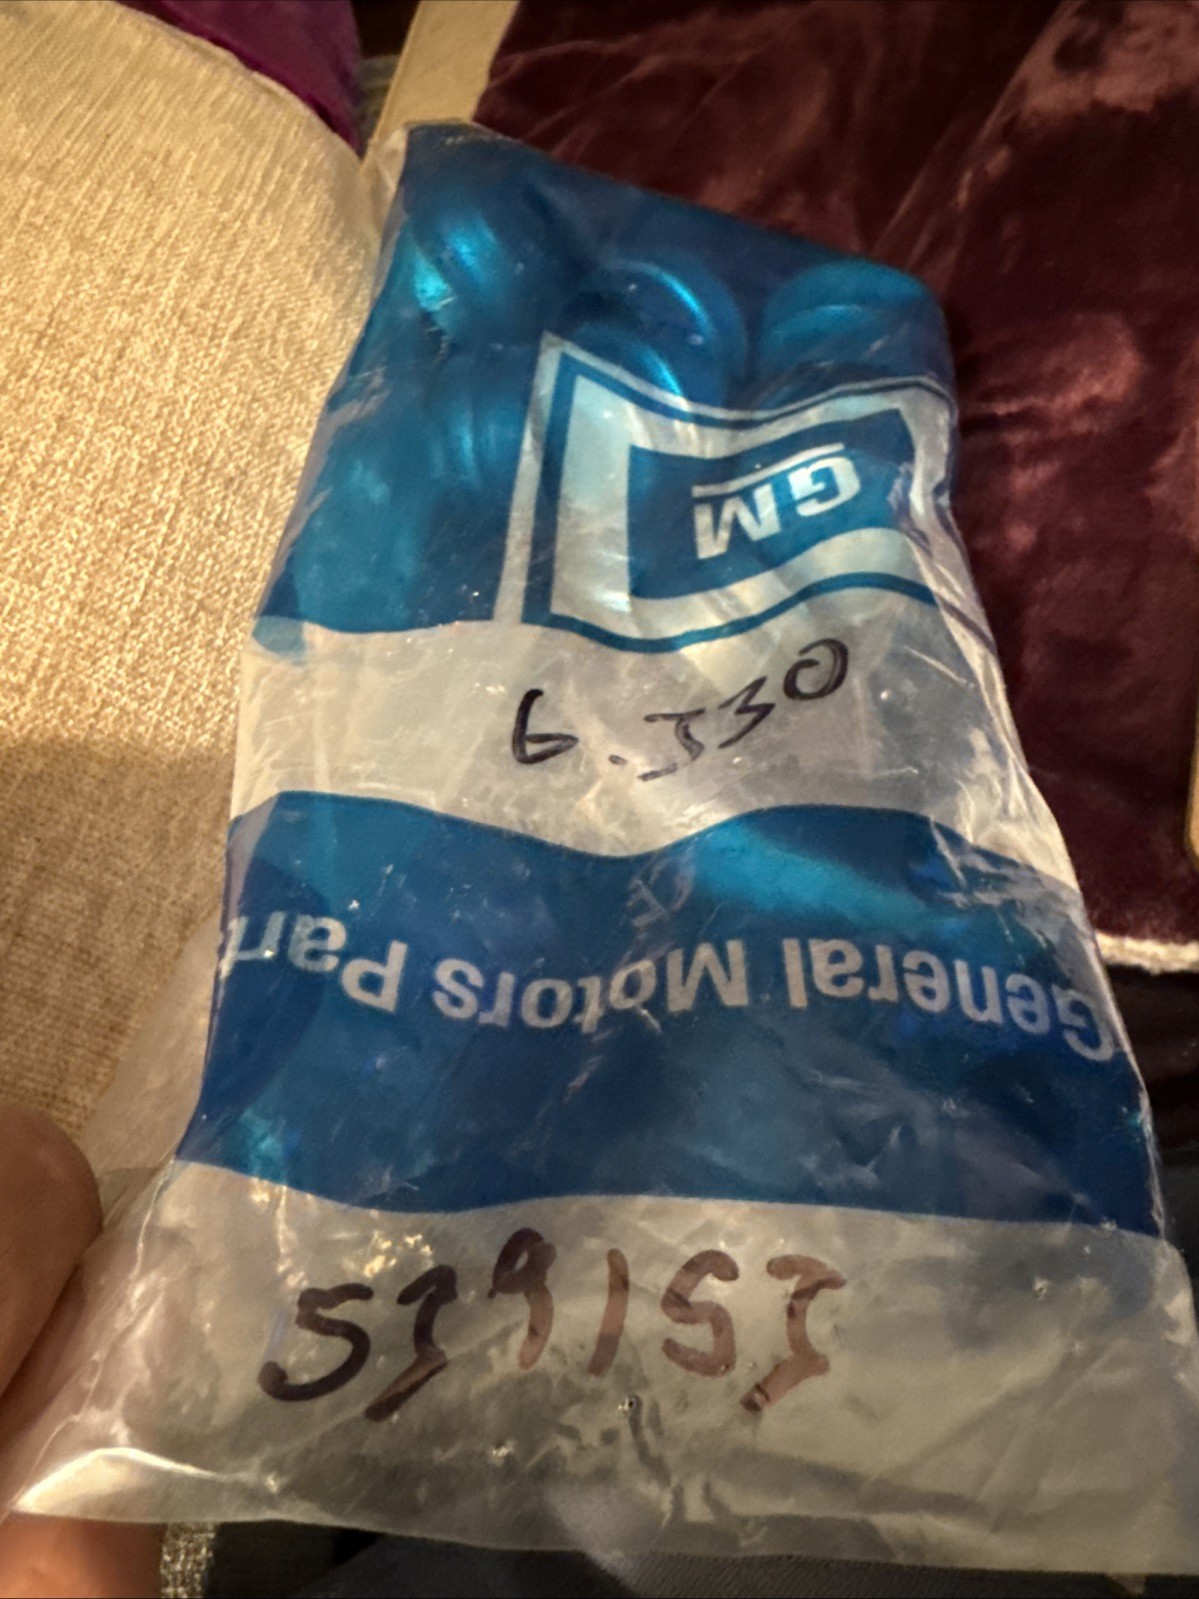 GM
6.330
General Motors Part
539153